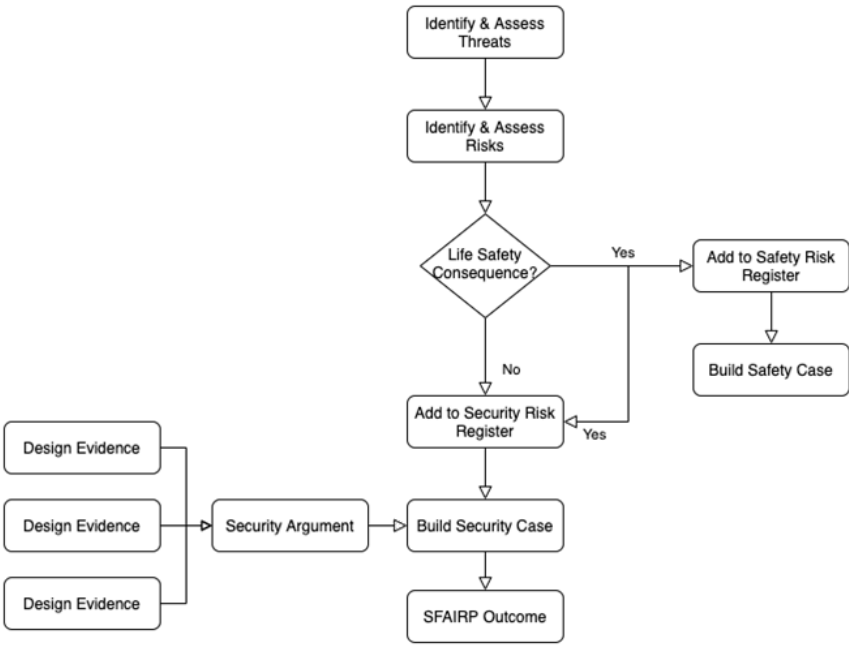 Identify & Assess
Threats
Identify & Assess
Risks
Life Safety
Consequence?
Yes
Add to Safety Risk
Register
Build Safety Case
No
Add to Security Risk
Register
Yes
Design Evidence
Design Evidence
Security Argument
Build Security Case
Design Evidence
SFAIRP Outcome